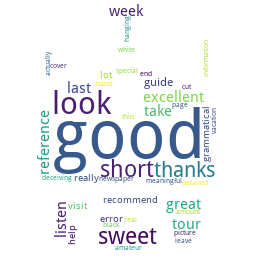 week
hanging
white
actually
cover
information
lot
special
end
last
band
guide
cut
look
excellent
take
page
vacation
reference
good
thin
grammatical
short
thanks
deceiving
really
newspaper
meaningful
detailed
listen
visit
recommend
great
amount
help
error
real
tour
black
sweet
picture
amateur
leave